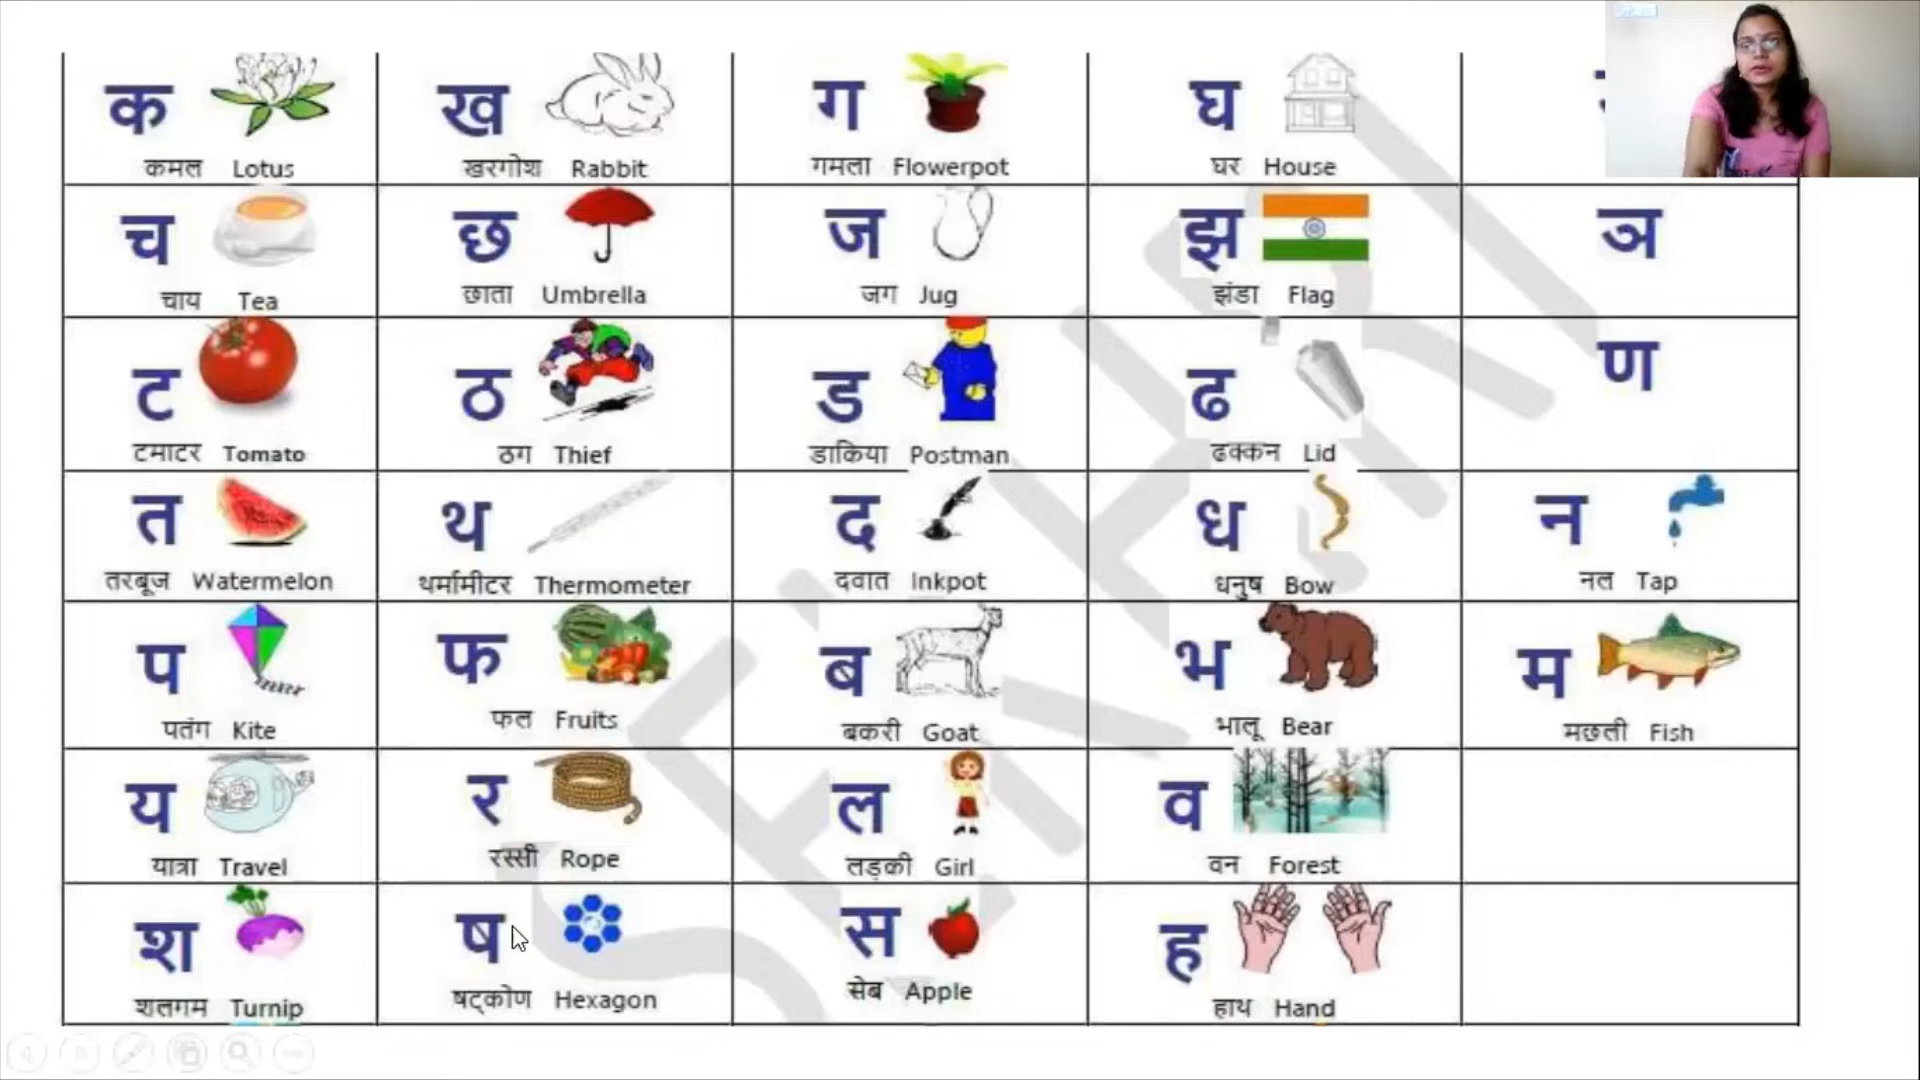 क ख ग घ
कमल Lotus खरगोश Rabbit गमला Flowerpot घर House
च छ ज झ ञ
चाय Tea छाता Umbrella जग Jug झंडा Flag
ट ठ ड ढ ण
टमाटर Tomato ठग Thief डाकिया Postman ढक्कन Lid
त थ द ध न
तरबूज Watermelon थर्मामीटर Thermometer दवात Inkpot धनुष Bow नल Tap
प फ ब भ म
पतंग Kite फल Fruits बकरी Goat भालू Bear मछली Fish
य र ल व
यात्रा Travel रस्सी Rope लड़की Girl वन Forest
श ष स ह
शलगम Turnip षट्कोण Hexagon सेब Apple हाथ Hand